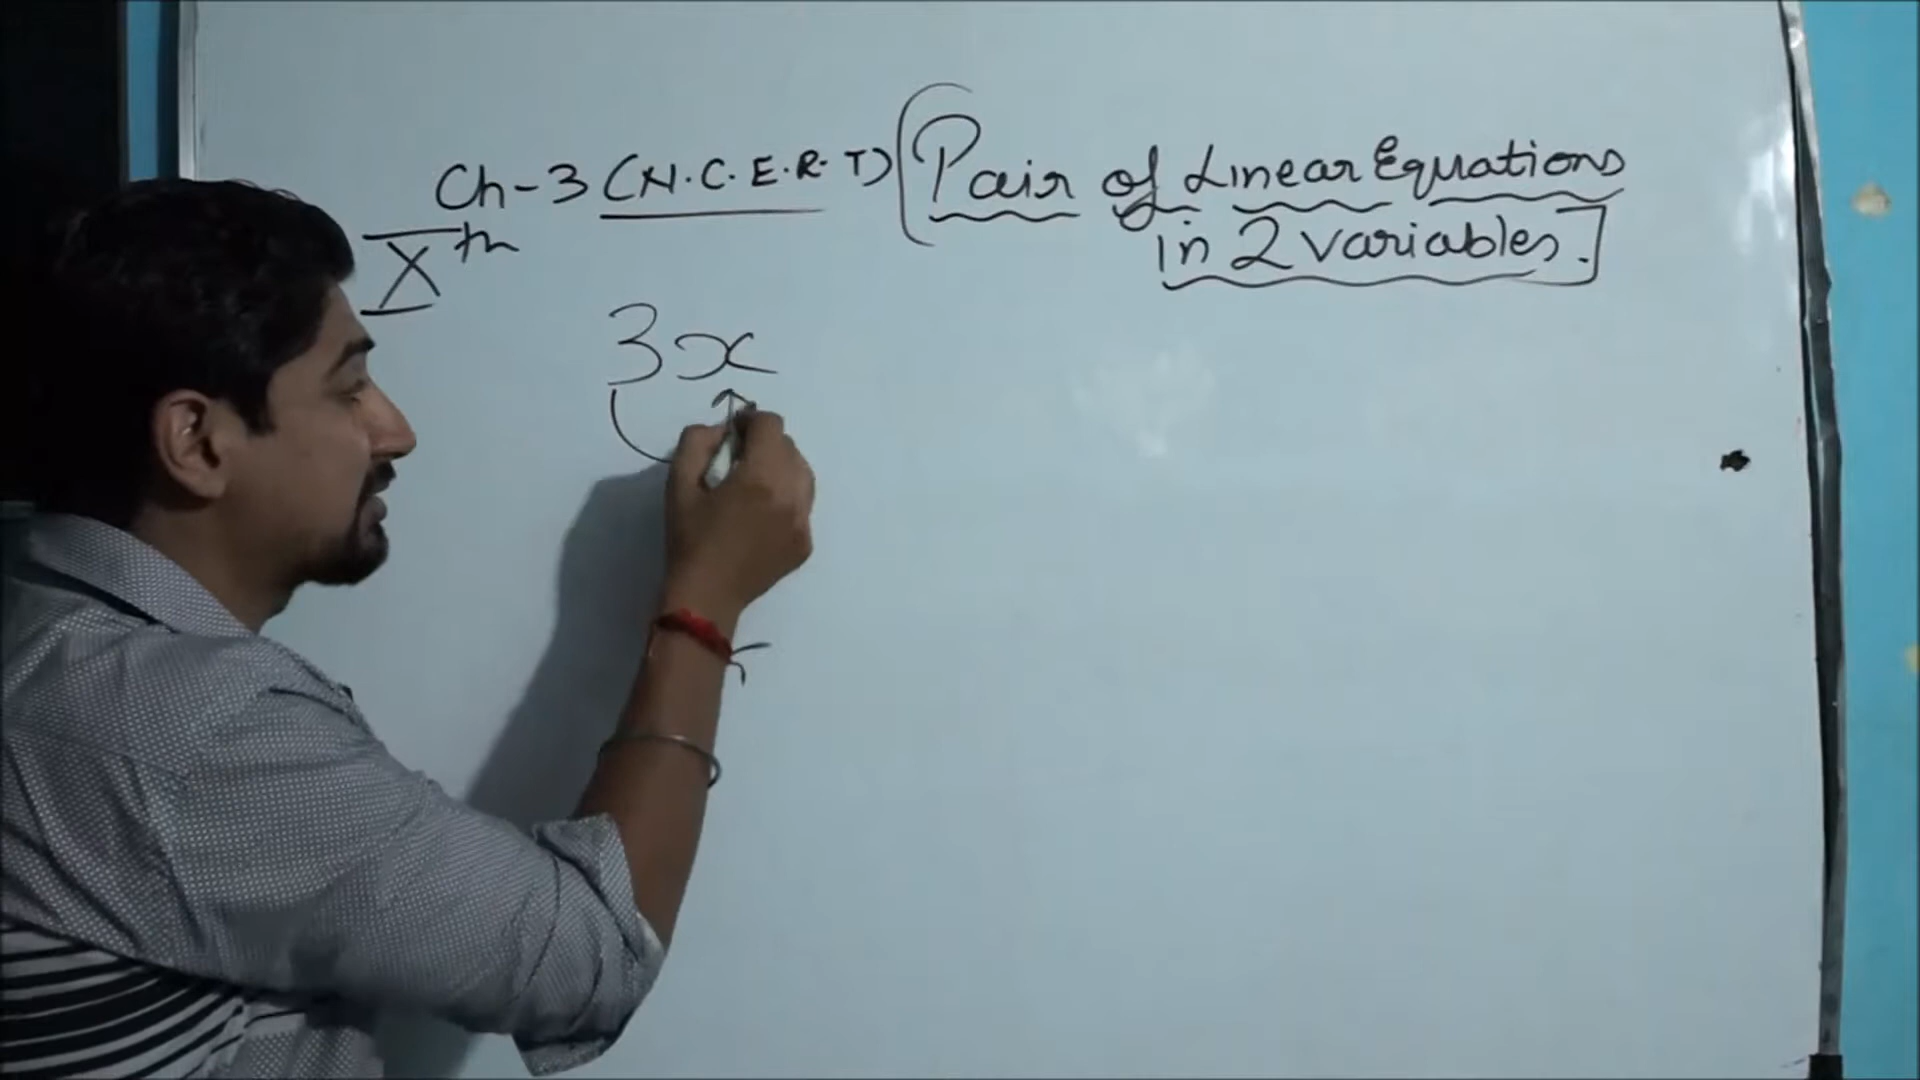 Ch-3 (N.C.E.R.T) (Pair of Linear Equations
in 2 variables.]
Xth
3x